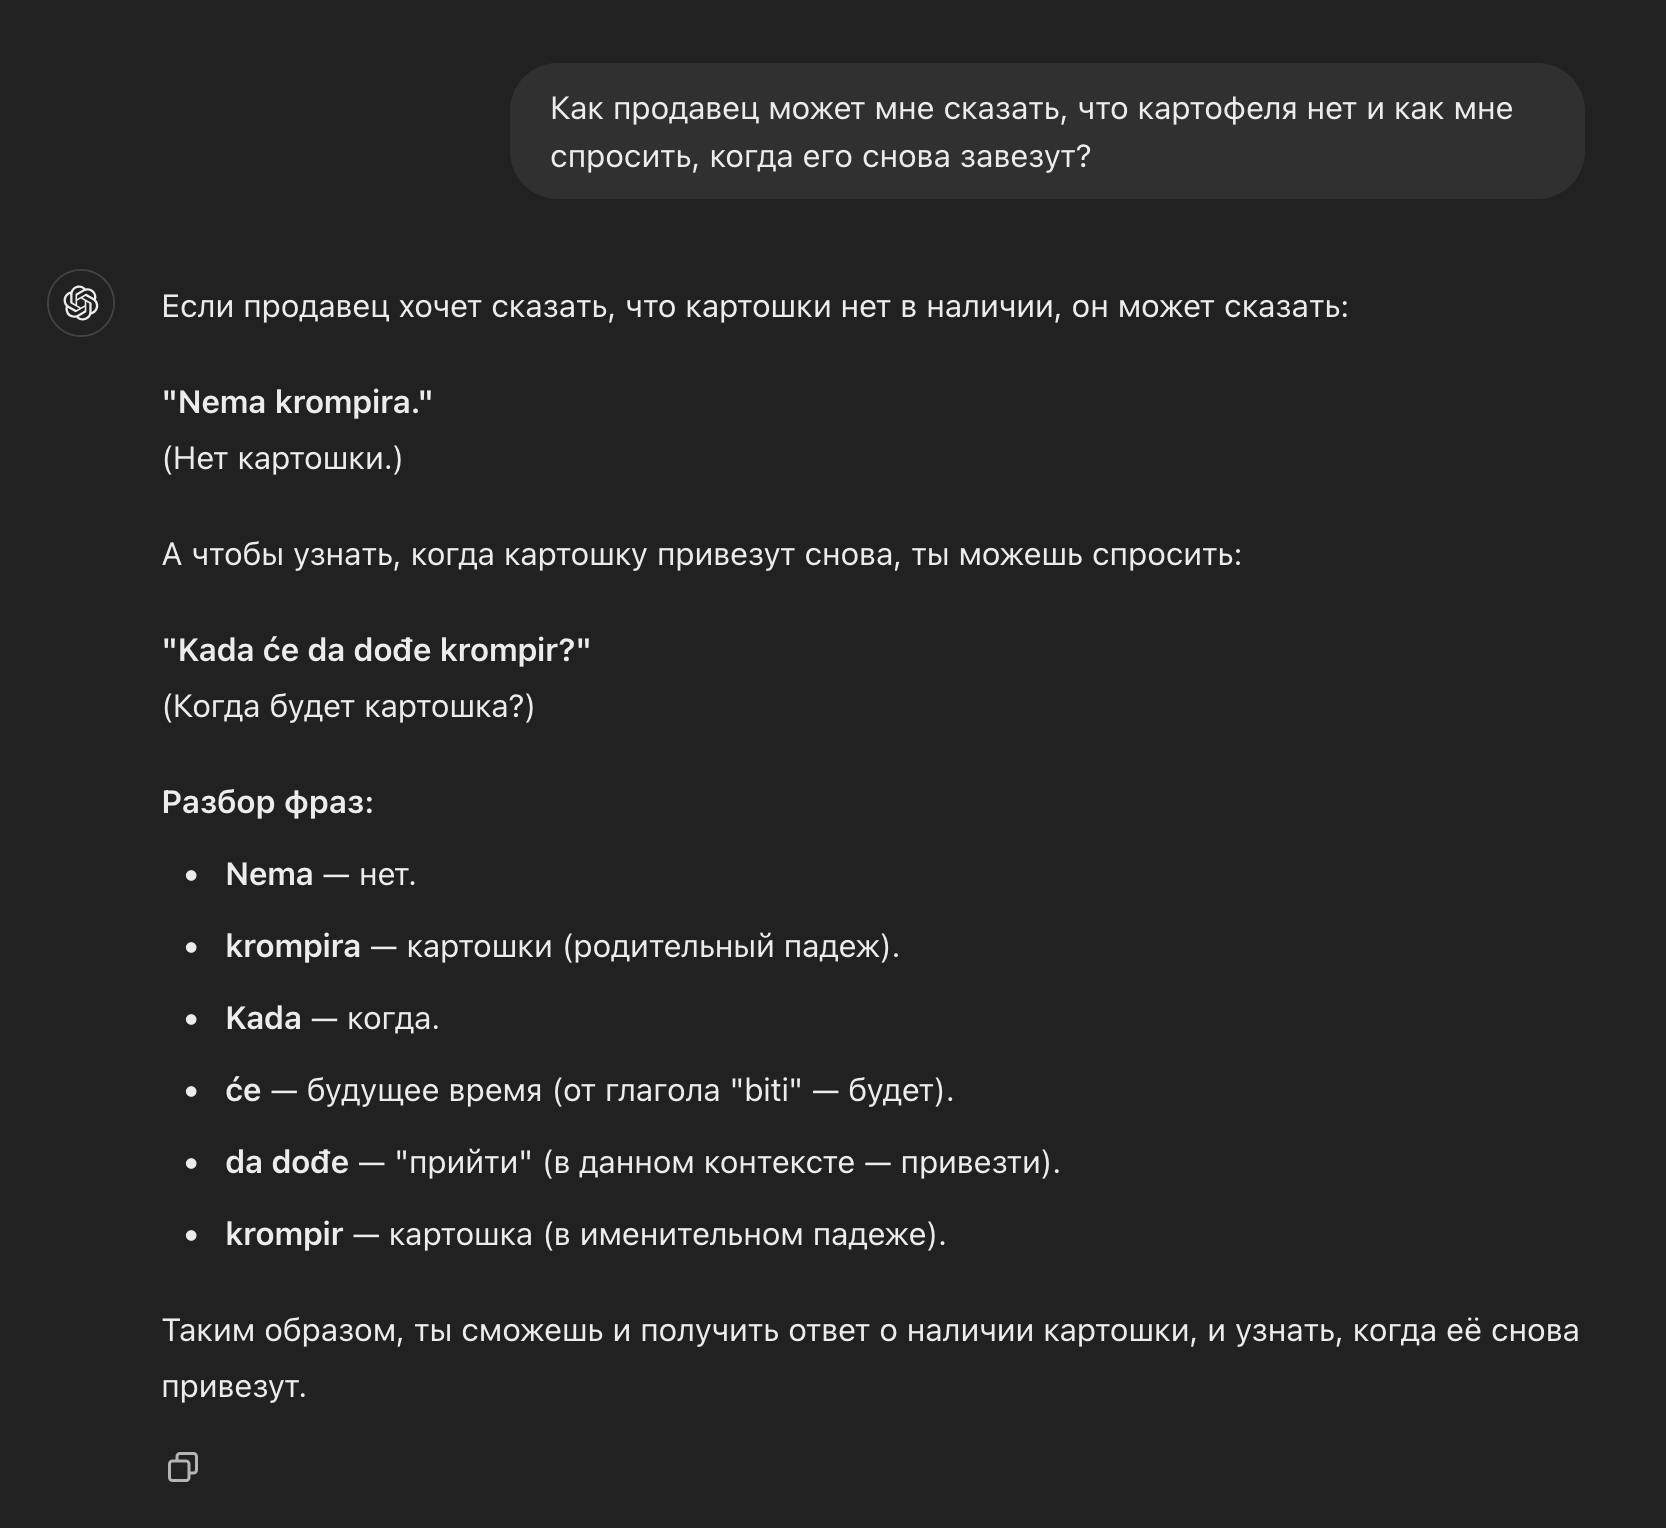 Как продавец может мне сказать, что картофеля нет и как мне
спросить, когда его снова завезут?
Если продавец хочет сказать, что картошки нет в наличии, он может сказать:
"Nema krompira."
(Нет картошки.)
А чтобы узнать, когда картошку привезут снова, ты можешь спросить:
"Kada će da dođe krompir?"
(Когда будет картошка?)
Разбор фраз:
• Nema — нет.
• krompira — картошки (родительный падеж).
• Kada — когда.
• će — будущее время (от глагола "biti" — будет).
• da dođe — "прийти" (в данном контексте — привезти).
• krompir — картошка (в именительном падеже).
Таким образом, ты сможешь и получить ответ о наличии картошки, и узнать, когда её снова
привезут.